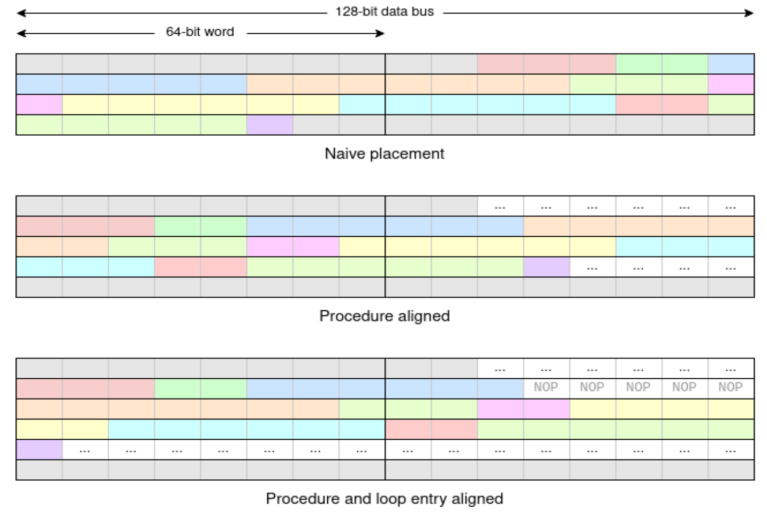 128-bit data bus
64-bit word
Naive placement
... ... ... ... ... ...
... ... ... ...
Procedure aligned
... ... ... ... ... ...
NOP NOP NOP NOP NOP
... ... ... ... ... ... ... ... ... ... ... ... ... ... ...
Procedure and loop entry aligned